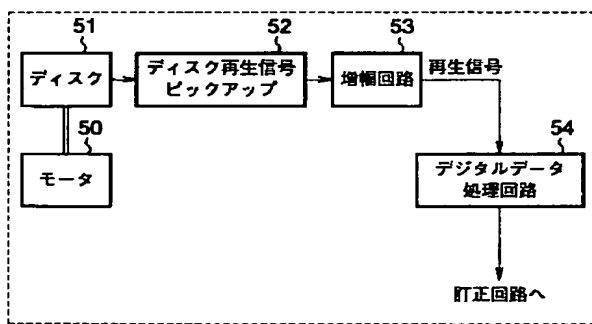 51
ディスク
52
ディスク再生信号
ピックアップ
53
増幅回路
再生信号
50
モータ
54
デジタルデータ
処理回路
訂正回路へ